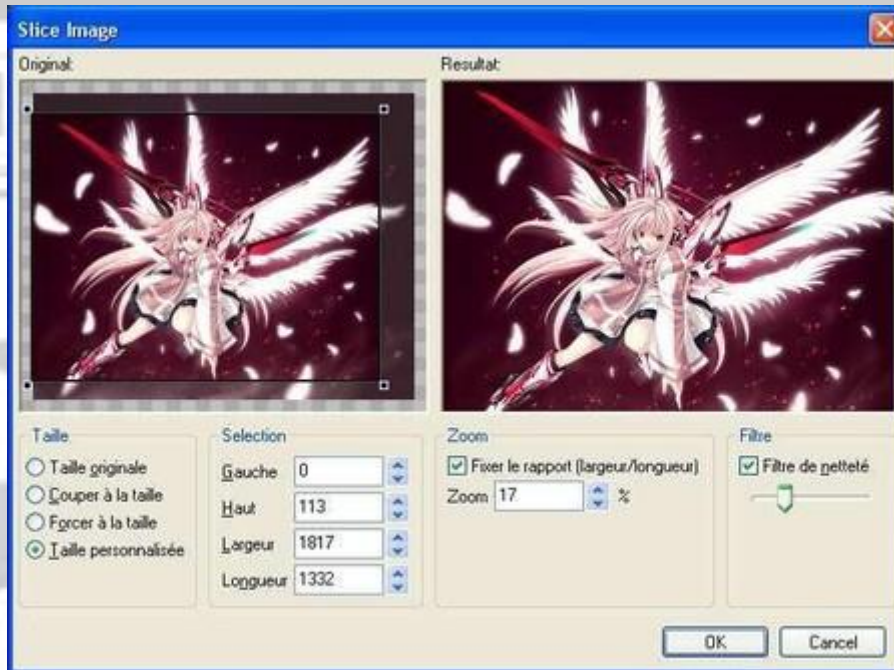 Slice Image
Original:
Resultat:
Taille
Taille originale
Couper à la taille
Forcer à la taille
Taille personnalisée
Selection
Gauche 0
Haut 113
Largeur 1817
Longueur 1332
Zoom
Fixer le rapport (largeur/longueur)
Zoom 17 %
Filtre
Filtre de netteté
OK
Cancel